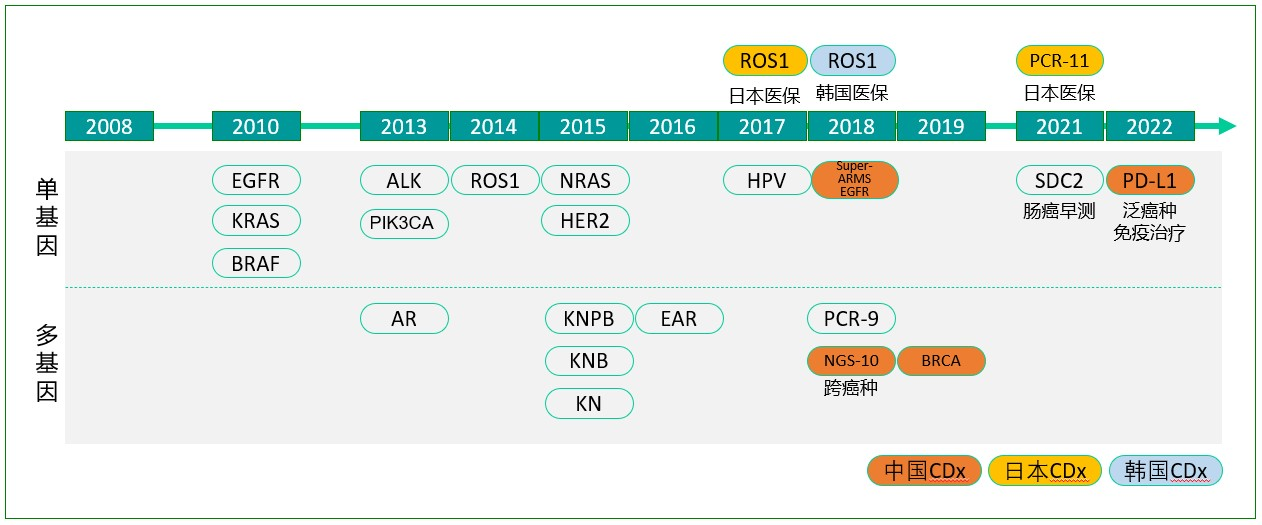 ROS1
ROS1
PCR-11
日本医保
韩国医保
日本医保
2008
2010
2013
2014
2015
2016
2017
2018
2019
2021
2022
单基因
EGFR
ALK
ROS1
NRAS
HPV
Super-
ARMS
EGFR
SDC2
PD-L1
KRAS
PIK3CA
HER2
肠癌早测
泛癌种
免疫治疗
BRAF
多基因
AR
KNPB
EAR
PCR-9
KNB
NGS-10
BRCA
跨癌种
KN
中国CDx
日本CDx
韩国CDx